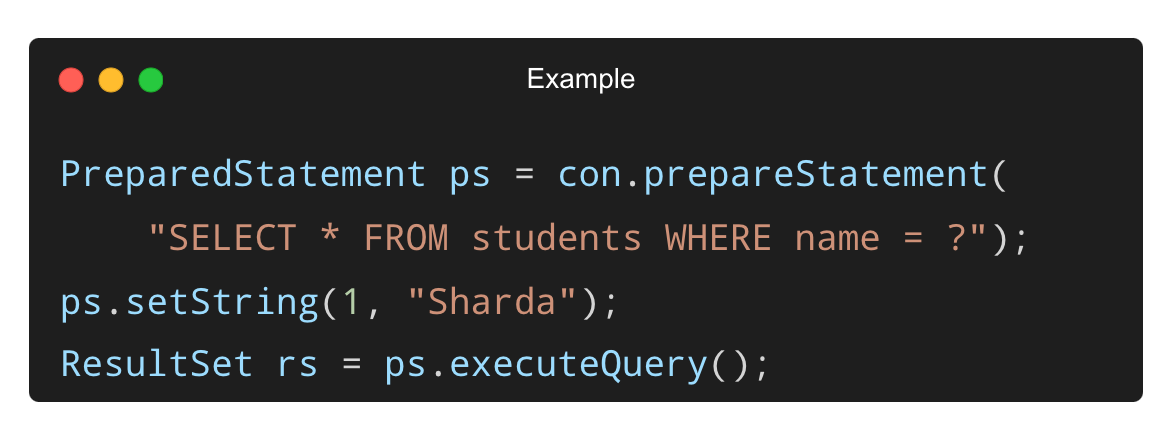 Example
PreparedStatement ps = con.prepareStatement(
    "SELECT * FROM students WHERE name = ?");
ps.setString(1, "Sharda");
ResultSet rs = ps.executeQuery();